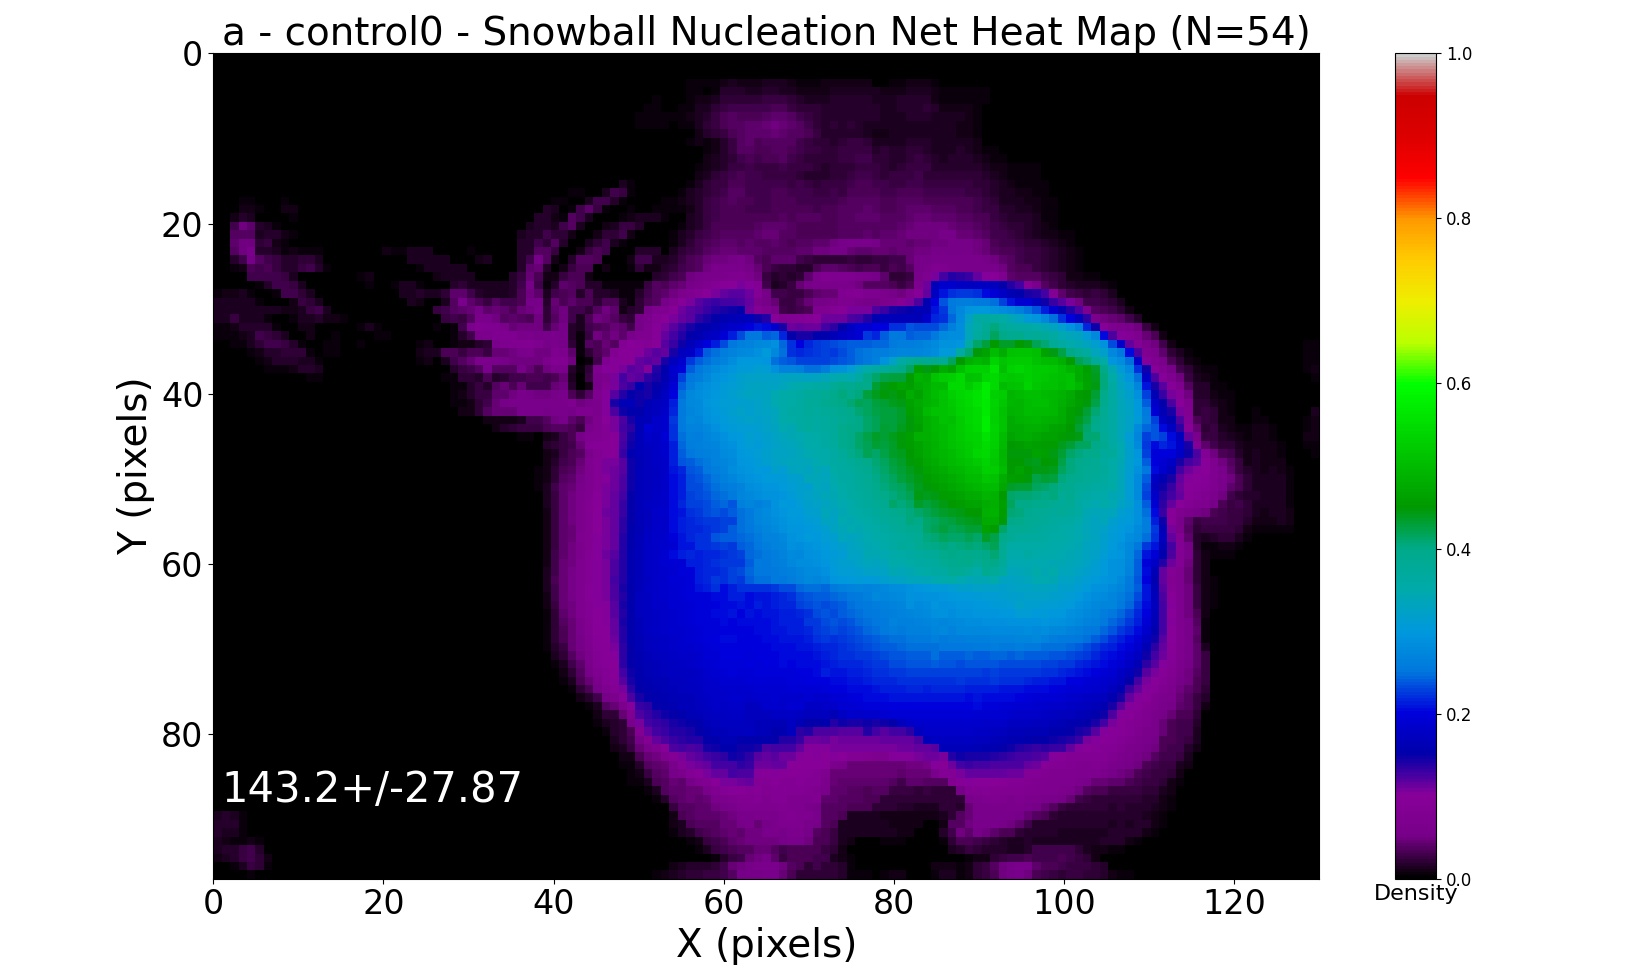 a - control0 - Snowball Nucleation Net Heat Map (N=54)
0
20
40
60
80
Y (pixels)
143.2+/-27.87
0 20 40 60 80 100 120
X (pixels)
1.0
0.8
0.6
0.4
0.2
0.0
Density